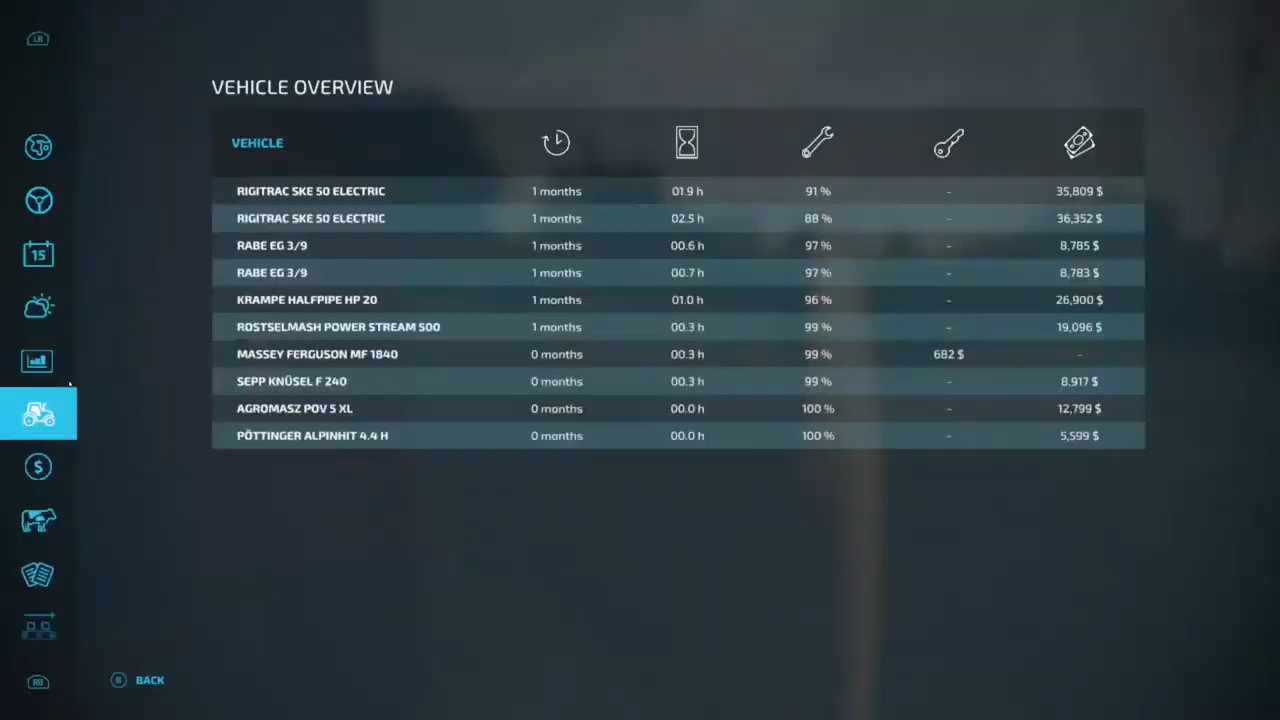 LB
VEHICLE OVERVIEW
VEHICLE
RIGITRAC SKE 50 ELECTRIC 1 months 01.9 h 91 % - 35,809 $
RIGITRAC SKE 50 ELECTRIC 1 months 02.5 h 88 % - 36,352 $
RABE EG 3/9 1 months 00.6 h 97 % - 8,785 $
RABE EG 3/9 1 months 00.7 h 97 % - 8,783 $
KRAMPE HALFPIPE HP 20 1 months 01.0 h 96 % - 26,900 $
ROSTSELMASH POWER STREAM 500 1 months 00.3 h 99 % - 19,096 $
MASSEY FERGUSON MF 1840 0 months 00.3 h 99 % 682 $ -
SEPP KNÜSEL F 240 0 months 00.3 h 99 % - 8,917 $
AGROMASZ POV 5 XL 0 months 00.0 h 100 % - 12,799 $
PÖTTINGER ALPINHIT 4.4 H 0 months 00.0 h 100 % - 5,599 $
15
$
RB
B BACK